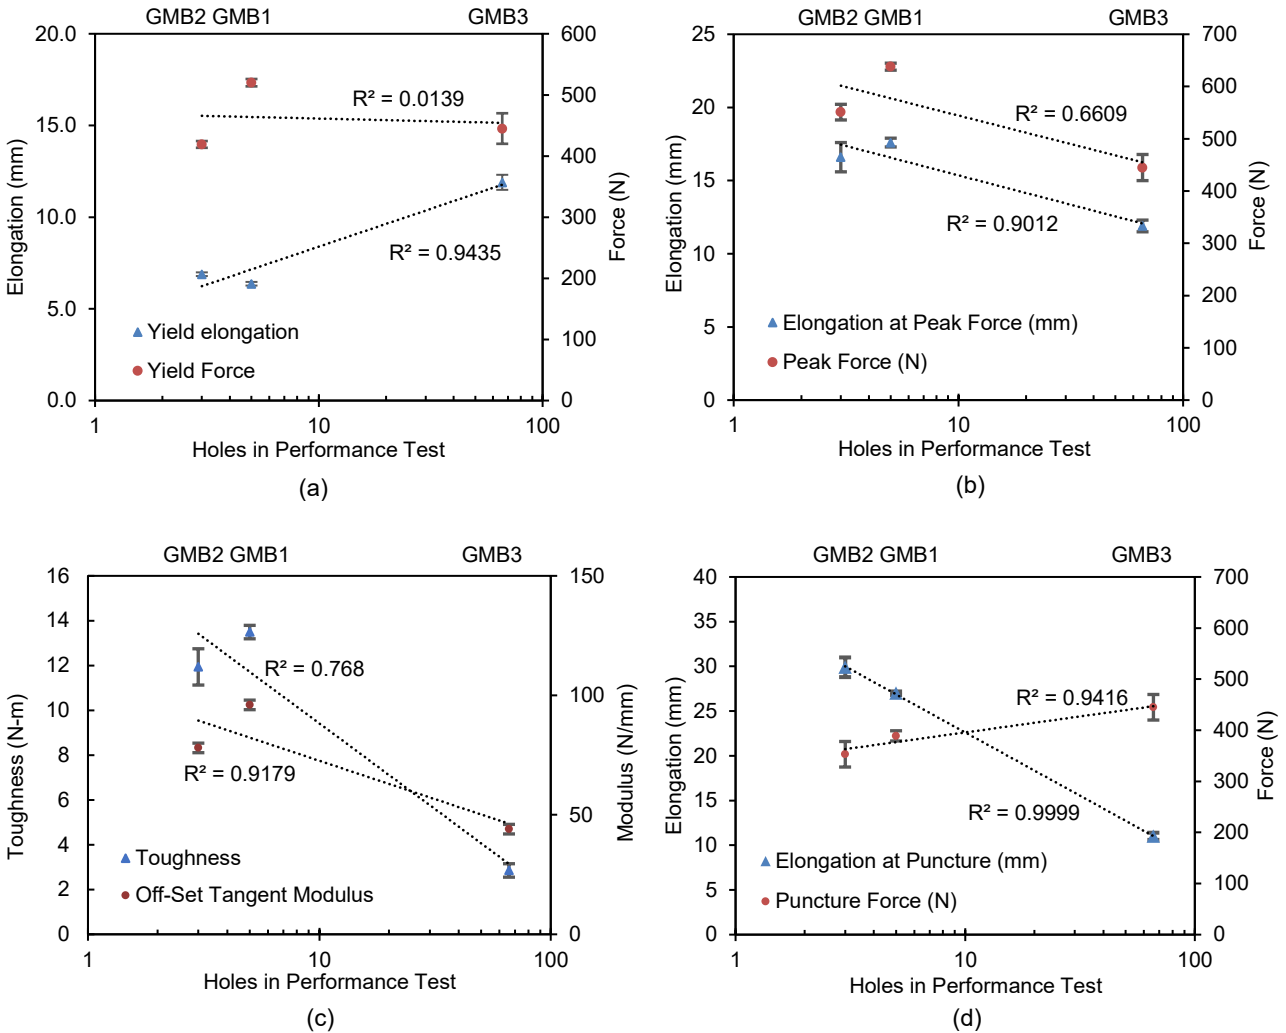 GMB2 GMB1 GMB3
20.0
15.0
10.0
5.0
0.0
Elongation (mm)
600
500
400
300
200
100
0
Force (N)
R² = 0.0139
R² = 0.9435
Yield elongation
Yield Force
1 10 100
Holes in Performance Test
(a)
GMB2 GMB1 GMB3
25
20
15
10
5
0
Elongation (mm)
700
600
500
400
300
200
100
0
Force (N)
R² = 0.6609
R² = 0.9012
Elongation at Peak Force (mm)
Peak Force (N)
1 10 100
Holes in Performance Test
(b)
GMB2 GMB1 GMB3
16
14
12
10
8
6
4
2
0
Toughness (N-m)
150
100
50
0
Modulus (N/mm)
R² = 0.768
R² = 0.9179
Toughness
Off-Set Tangent Modulus
1 10 100
Holes in Performance Test
(c)
GMB2 GMB1 GMB3
40
35
30
25
20
15
10
5
0
Elongation (mm)
700
600
500
400
300
200
100
0
Force (N)
R² = 0.9416
R² = 0.9999
Elongation at Puncture (mm)
Puncture Force (N)
1 10 100
Holes in Performance Test
(d)